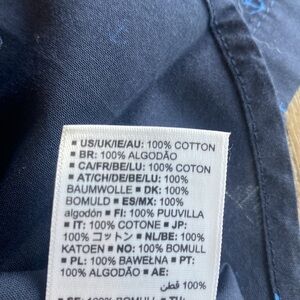 ■ US/UK/IE/AU: 100% COTTON
■ BR: 100% ALGODÃO
■ CA/FR/BE/LU: 100% COTON
■ AT/CH/DE/BE/LU: 100%
BAUMWOLLE ■ DK: 100%
BOMULD ■ ES/MX: 100%
algodón ■ FI: 100% PUUVILLA
■ IT: 100% COTONE ■ JP:
100% コットン ■ NL/BE: 100%
KATOEN ■ NO: 100% BOMULL
■ PL: 100% BAWEŁNA ■ PT:
100% ALGODÃO ■ AE:
100% قطن
■ SE: 100% BOMULL ■